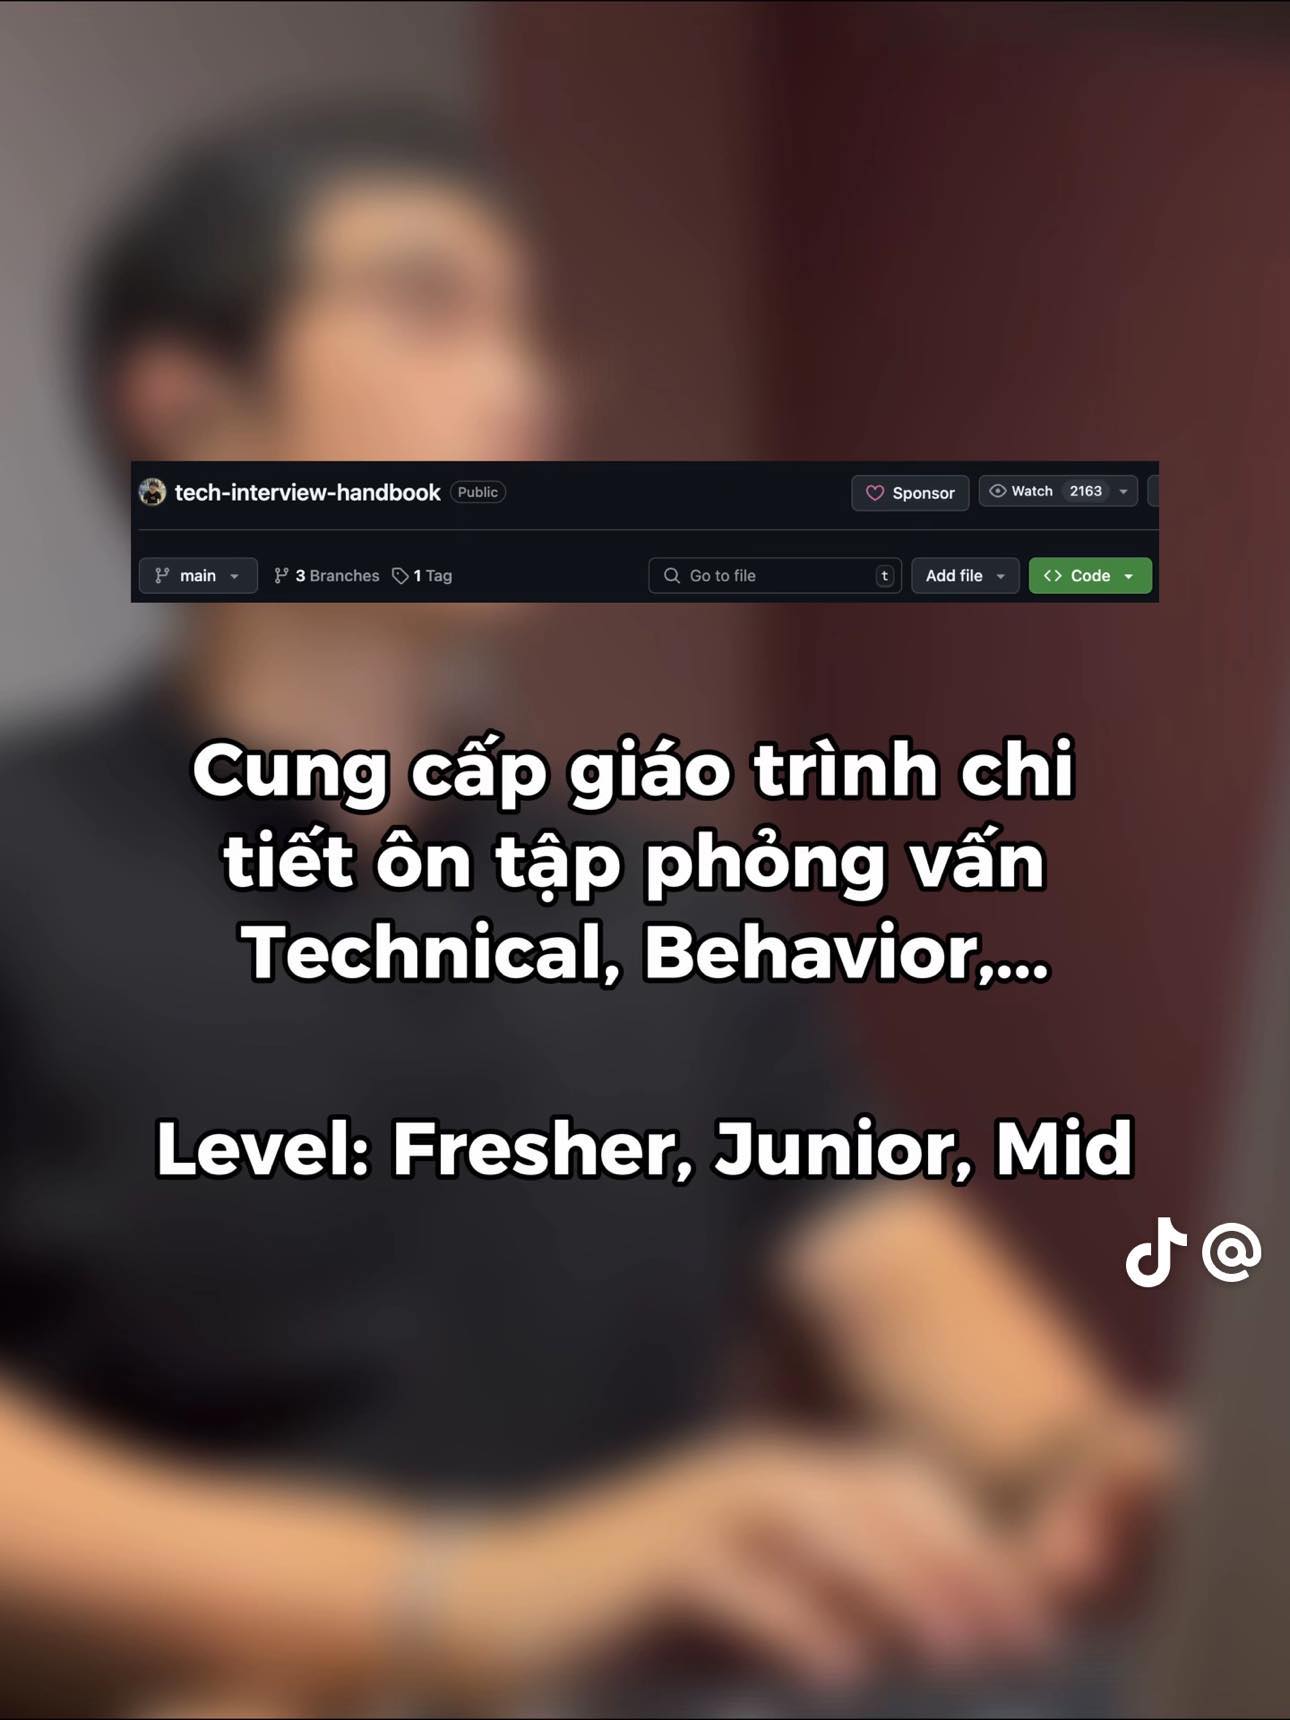 tech-interview-handbook Public Sponsor Watch 2163
main 3 Branches 1 Tag Go to file t Add file Code
Cung cấp giáo trình chi
tiết ôn tập phỏng vấn
Technical, Behavior,...
Level: Fresher, Junior, Mid